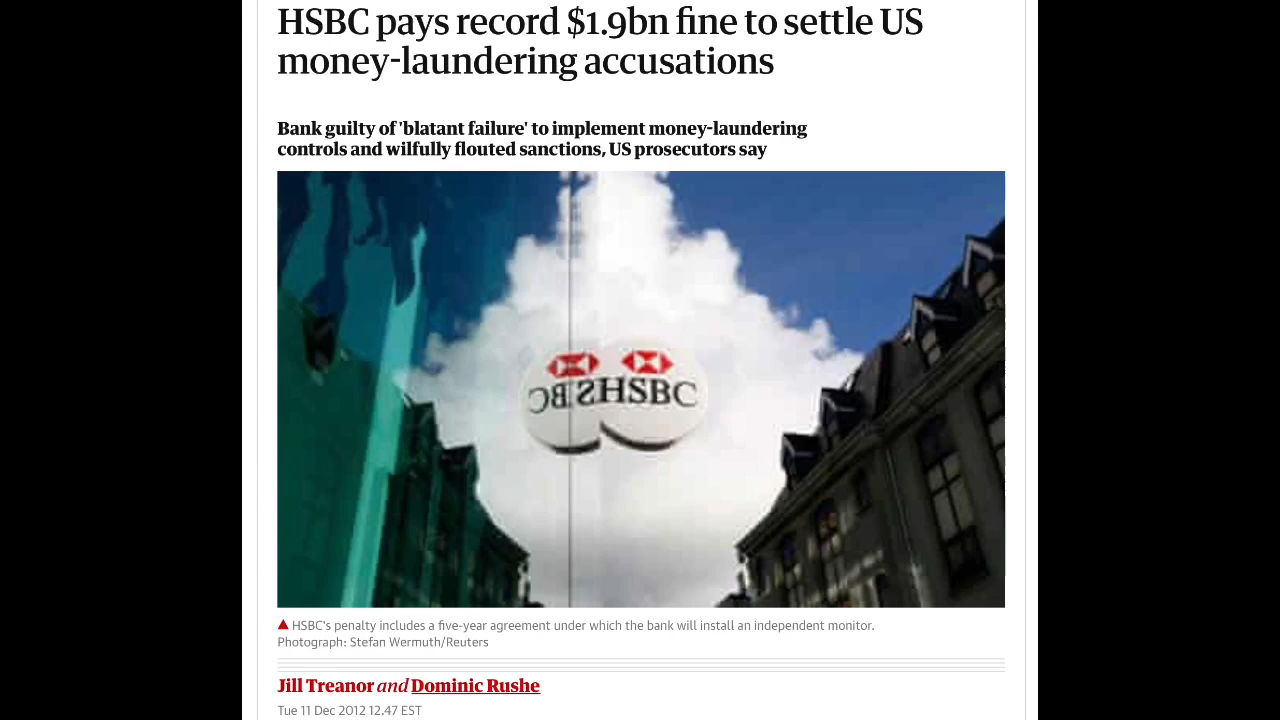 HSBC pays record $1.9bn fine to settle US
money-laundering accusations
Bank guilty of 'blatant failure' to implement money-laundering
controls and wilfully flouted sanctions, US prosecutors say
HSBC HSBC
HSBC's penalty includes a five-year agreement under which the bank will install an independent monitor.
Photograph: Stefan Wermuth/Reuters
Jill Treanor and Dominic Rushe
Tue 11 Dec 2012 12.47 EST